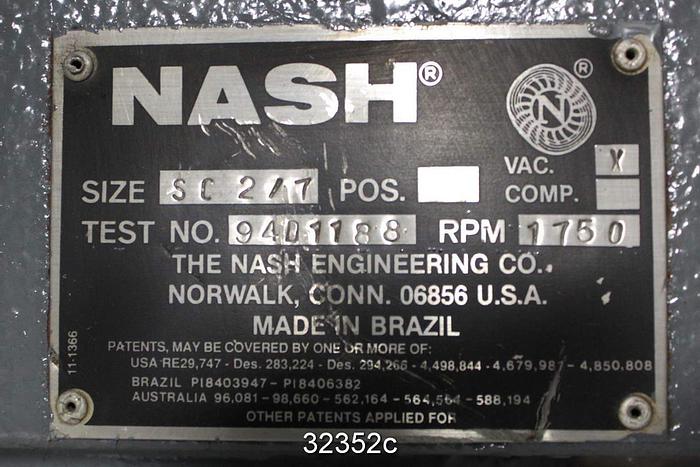 NASH®
N ®
VAC. X
SIZE SC 2/7 POS. COMP.
TEST NO. 94D1188 RPM 1750
THE NASH ENGINEERING CO.
NORWALK, CONN. 06856 U.S.A.
MADE IN BRAZIL
PATENTS, MAY BE COVERED BY ONE OR MORE OF:
USA RE29,747 - Des. 283,224 - Des. 294,266 - 4,498,844 - 4,679,987 - 4,850,808
BRAZIL PI8403947 - PI8406382
AUSTRALIA 96,081 - 98,660 - 562,164 - 564,564 - 588,194
OTHER PATENTS APPLIED FOR
11-1366
32352c